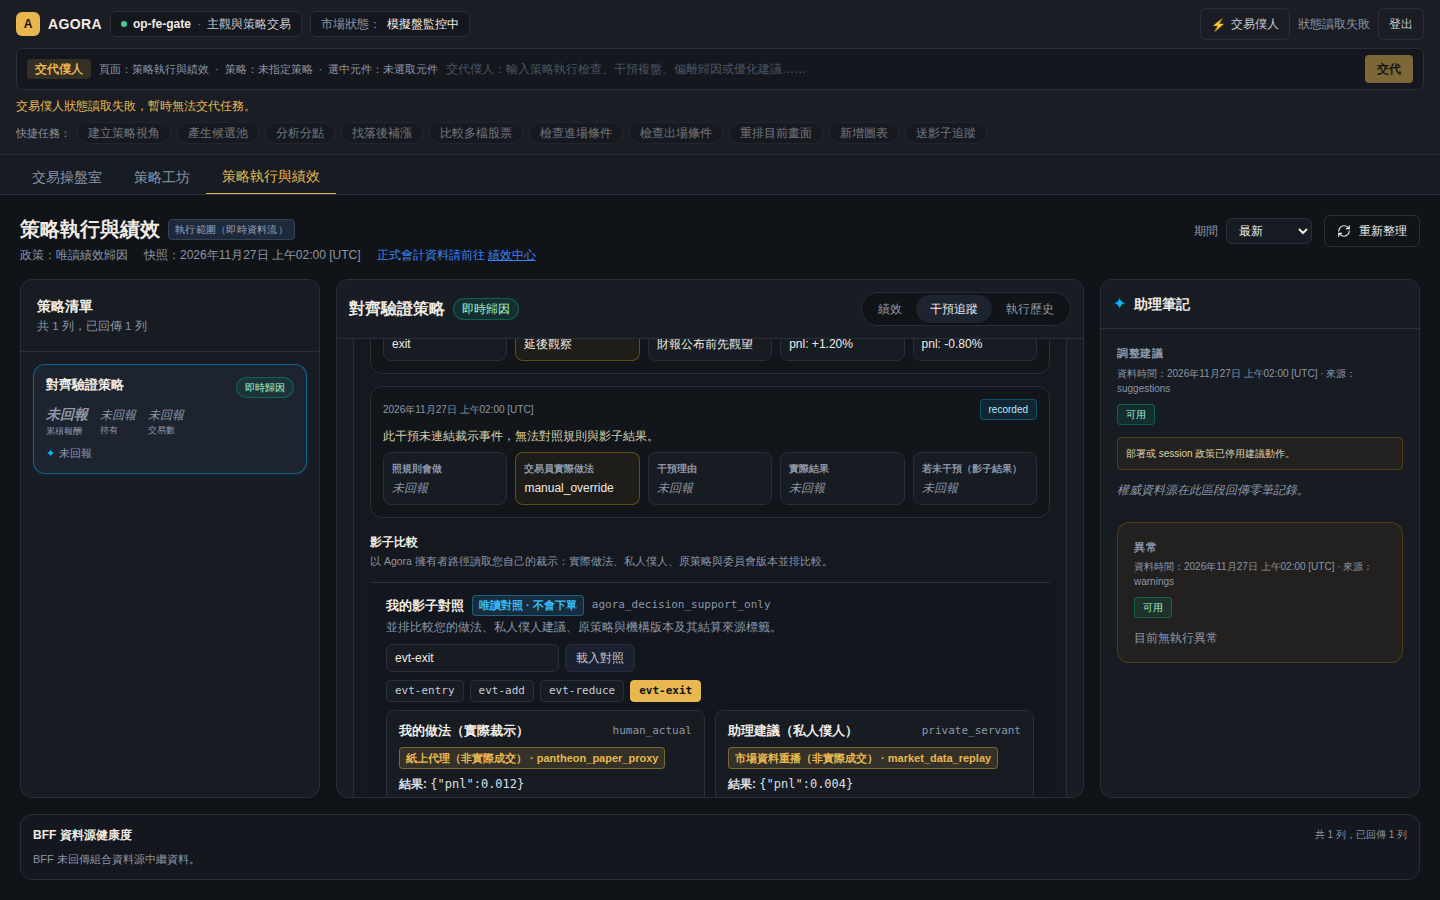 A AGORA op-fe-gate · 主觀與策略交易 市場狀態： 模擬盤監控中 ⚡ 交易僕人 狀態讀取失敗 登出
交代僕人 頁面：策略執行與績效 · 策略：未指定策略 · 選中元件：未選取元件 交代僕人：輸入策略執行檢查、干預複盤、偏離歸因或優化建議…… 交代
交易僕人狀態讀取失敗，暫時無法交代任務。
快捷任務： 建立策略視角 產生候選池 分析分點 找落後補漲 比較多檔股票 檢查進場條件 檢查出場條件 重排目前畫面 新增圖表 送影子追蹤
交易操盤室 策略工坊 策略執行與績效
策略執行與績效 執行範圍（即時資料流） 期間 最新 重新整理
政策：唯讀績效歸因 快照：2026年11月27日 上午02:00 [UTC] 正式會計資料請前往 績效中心
策略清單
共 1 列，已回傳 1 列
對齊驗證策略 即時歸因
未回報 未回報 未回報
累積報酬 持有 交易數
✦ 未回報
對齊驗證策略 即時歸因 績效 干預追蹤 執行歷史
exit 延後觀察 財報公布前先觀望 pnl: +1.20% pnl: -0.80%
2026年11月27日 上午02:00 [UTC] recorded
此干預未連結裁示事件，無法對照規則與影子結果。
照規則會做 交易員實際做法 干預理由 實際結果 若未干預（影子結果）
未回報 manual_override 未回報 未回報 未回報
影子比較
以 Agora 擁有者路徑讀取您自己的裁示：實際做法、私人僕人、原策略與委員會版本並排比較。
我的影子對照 唯讀對照 · 不會下單 agora_decision_support_only
並排比較您的做法、私人僕人建議、原策略與機構版本及其結算來源標籤。
evt-exit 載入對照
evt-entry evt-add evt-reduce evt-exit
我的做法（實際裁示） human_actual
紙上代理（非實際成交） · pantheon_paper_proxy
結果: {"pnl":0.012}
助理建議（私人僕人） private_servant
市場資料重播（非實際成交） · market_data_replay
結果: {"pnl":0.004}
✦ 助理筆記
調整建議
資料時間：2026年11月27日 上午02:00 [UTC] · 來源：
suggestions
可用
部署或 session 政策已停用建議動作。
權威資料源在此區段回傳零筆記錄。
異常
資料時間：2026年11月27日 上午02:00 [UTC] · 來源：
warnings
可用
目前無執行異常
BFF 資料源健康度 共 1 列，已回傳 1 列
BFF 未回傳組合資料源中繼資料。